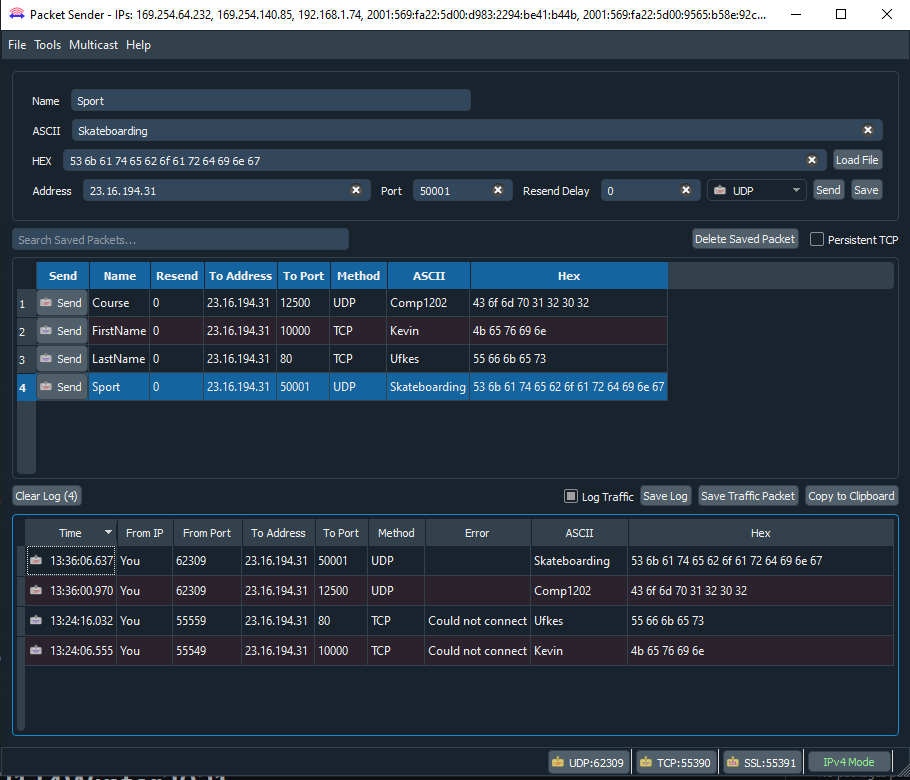 Packet Sender - IPs: 169.254.64.232, 169.254.140.85, 192.168.1.74, 2001:569:fa22:5d00:d983:2294:be41:b44b, 2001:569:fa22:5d00:9565:b58e:92c...
File Tools Multicast Help
Name Sport
ASCII Skateboarding
HEX 53 6b 61 74 65 62 6f 61 72 64 69 6e 67 Load File
Address 23.16.194.31 Port 50001 Resend Delay 0 UDP Send Save
Search Saved Packets... Delete Saved Packet Persistent TCP
Send Name Resend To Address To Port Method ASCII Hex
1 Send Course 0 23.16.194.31 12500 UDP Comp1202 43 6f 6d 70 31 32 30 32
2 Send FirstName 0 23.16.194.31 10000 TCP Kevin 4b 65 76 69 6e
3 Send LastName 0 23.16.194.31 80 TCP Ufkes 55 66 6b 65 73
4 Send Sport 0 23.16.194.31 50001 UDP Skateboarding 53 6b 61 74 65 62 6f 61 72 64 69 6e 67
Clear Log (4) Log Traffic Save Log Save Traffic Packet Copy to Clipboard
Time From IP From Port To Address To Port Method Error ASCII Hex
13:36:06.637 You 62309 23.16.194.31 50001 UDP Skateboarding 53 6b 61 74 65 62 6f 61 72 64 69 6e 67
13:36:00.970 You 62309 23.16.194.31 12500 UDP Comp1202 43 6f 6d 70 31 32 30 32
13:24:16.032 You 55559 23.16.194.31 80 TCP Could not connect Ufkes 55 66 6b 65 73
13:24:06.555 You 55549 23.16.194.31 10000 TCP Could not connect Kevin 4b 65 76 69 6e
UDP:62309 TCP:55390 SSL:55391 IPv4 Mode